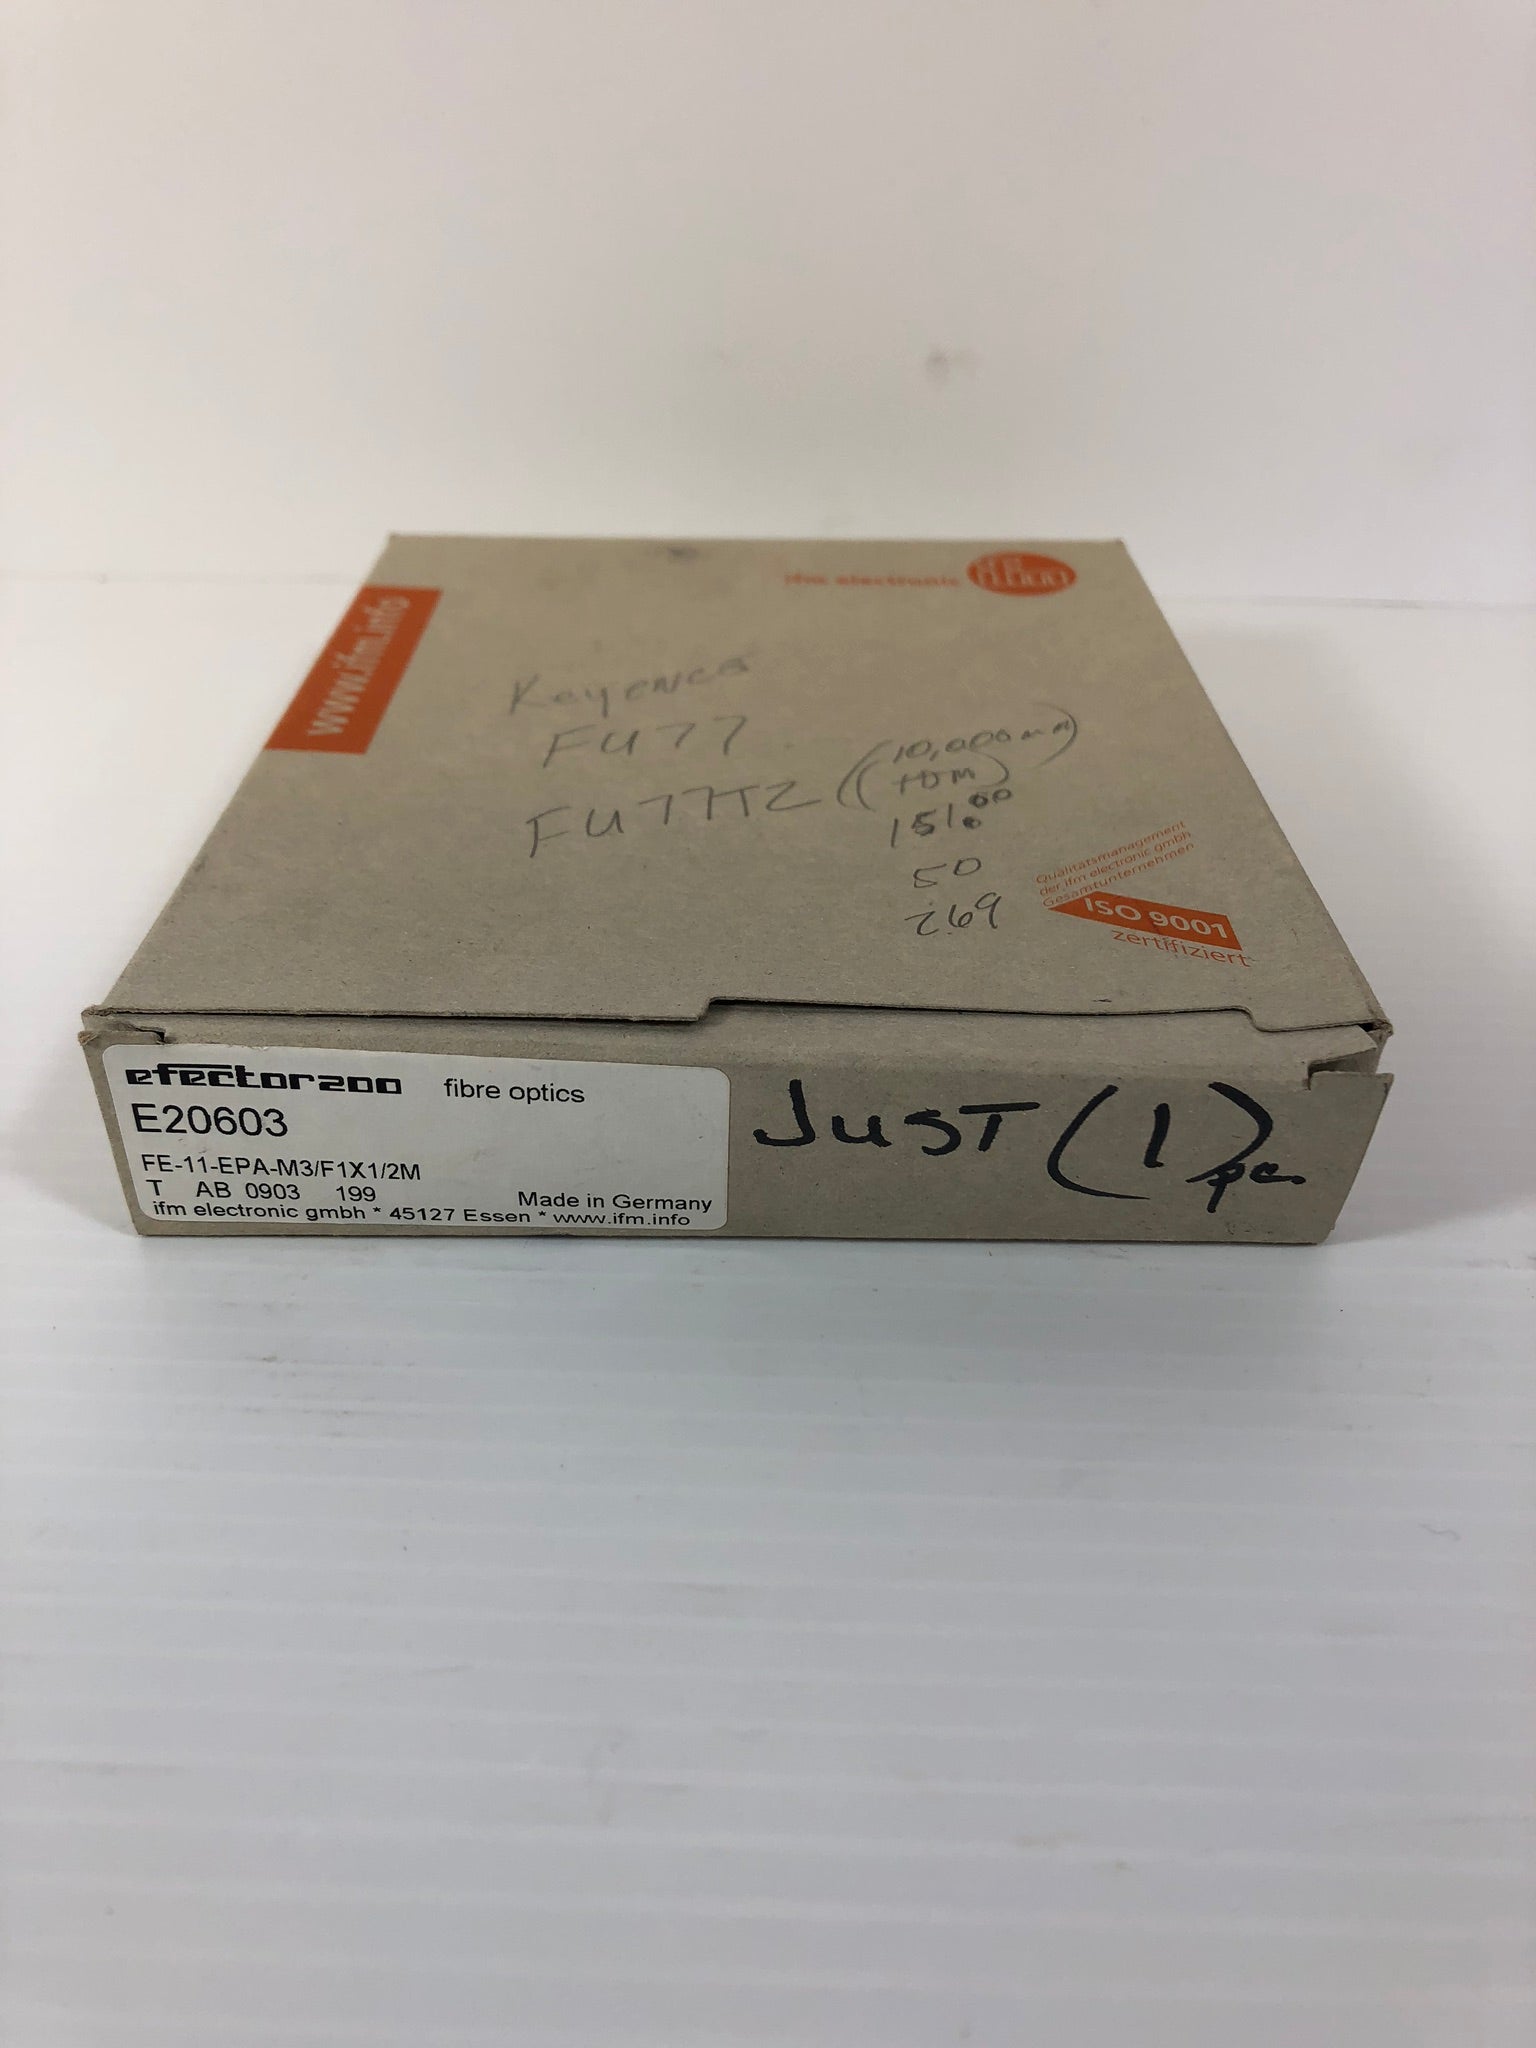 ifm electronic
ifm
www.ifm.info
Keyence
FU77
FU77TZ
(10,000mm)
(10m)
151.00
50
269
Qualitätsmanagement
der ifm electronic gmbh
Gesamtunternehmen
ISO 9001
zertifiziert
efector200 fibre optics
E20603
FE-11-EPA-M3/F1X1/2M
T AB 0903 199 Made in Germany
ifm electronic gmbh * 45127 Essen * www.ifm.info
JUST (1) pc.